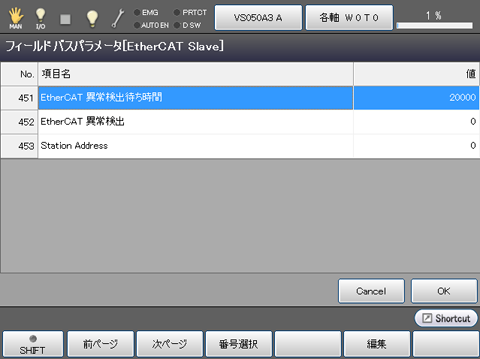 MAN I/O EMG PRTCT AUTO EN D SW VS050A3 A 各軸 W 0 T 0 1 %
フィールドバスパラメータ[EtherCAT Slave]
No. 項目名 値
451 EtherCAT 異常検出待ち時間 20000
452 EtherCAT 異常検出 0
453 Station Address 0
Cancel OK
Shortcut
SHIFT 前ページ 次ページ 番号選択 編集